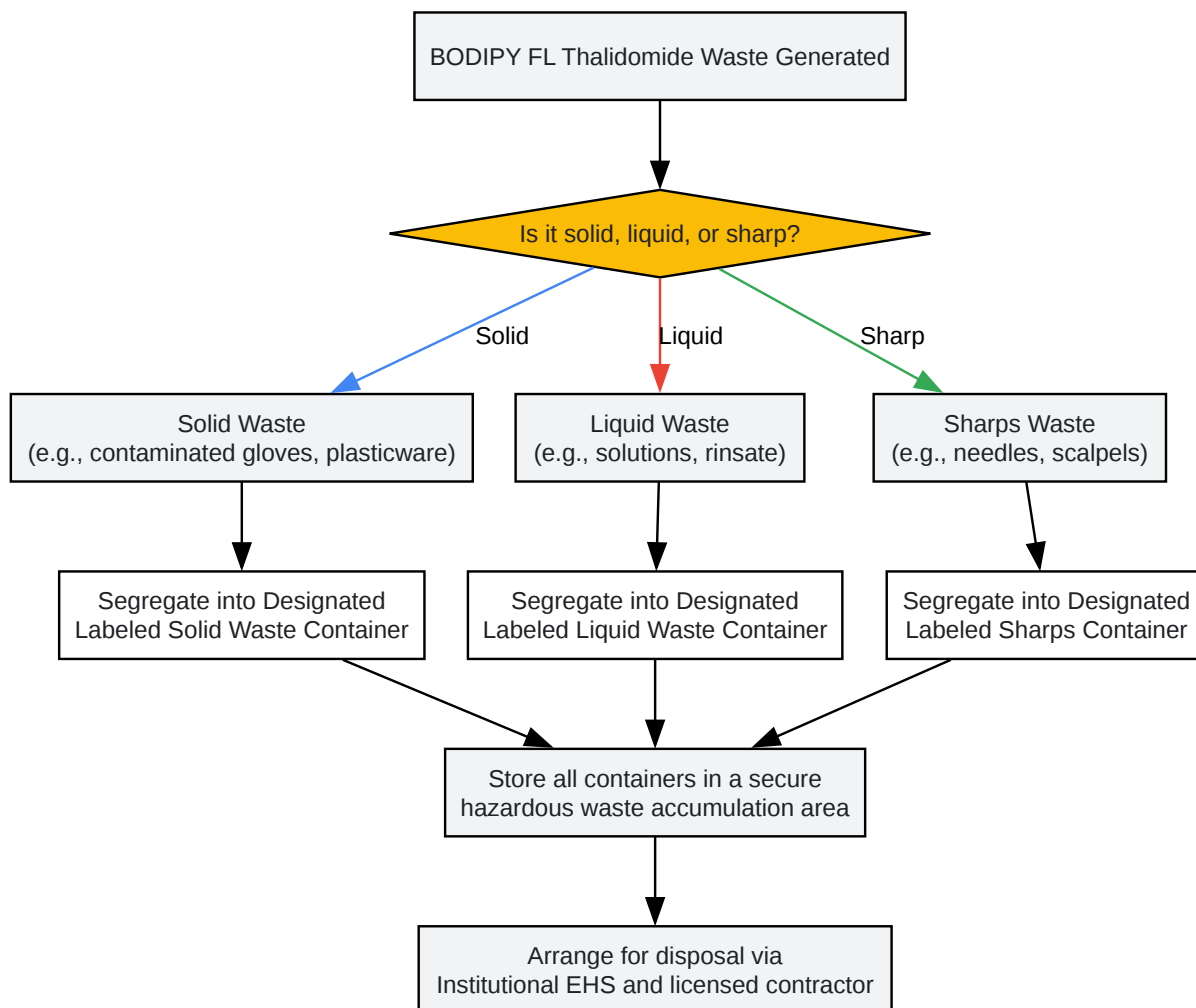 BODIPY FL Thalidomide Waste Generated
Is it solid, liquid, or sharp?
Solid
Liquid
Sharp
Solid Waste
(e.g., contaminated gloves, plasticware)
Liquid Waste
(e.g., solutions, rinsate)
Sharps Waste
(e.g., needles, scalpels)
Segregate into Designated
Labeled Solid Waste Container
Segregate into Designated
Labeled Liquid Waste Container
Segregate into Designated
Labeled Sharps Container
Store all containers in a secure
hazardous waste accumulation area
Arrange for disposal via
Institutional EHS and licensed contractor